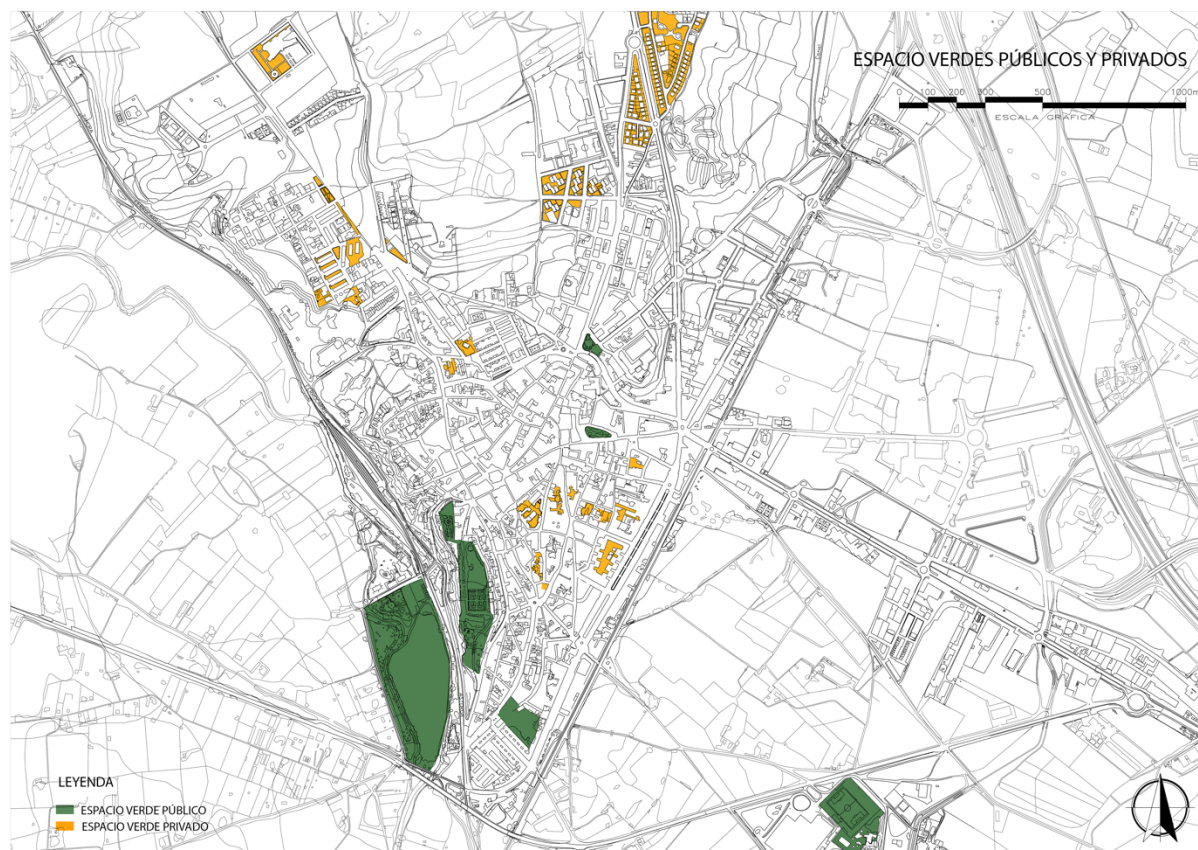 ESPACIO VERDES PÚBLICOS Y PRIVADOS
0 100 200 300 500 1000m
ESCALA GRÁFICA
LEYENDA
ESPACIO VERDE PÚBLICO
ESPACIO VERDE PRIVADO